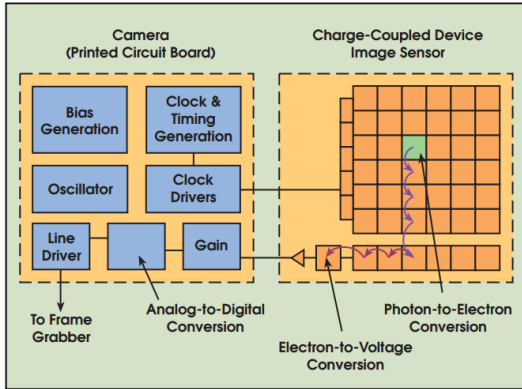 Camera
(Printed Circuit Board)
Charge-Coupled Device
Image Sensor
Bias
Generation
Clock &
Timing
Generation
Oscillator
Clock
Drivers
Line
Driver
Gain
To Frame
Grabber
Analog-to-Digital
Conversion
Electron-to-Voltage
Conversion
Photon-to-Electron
Conversion